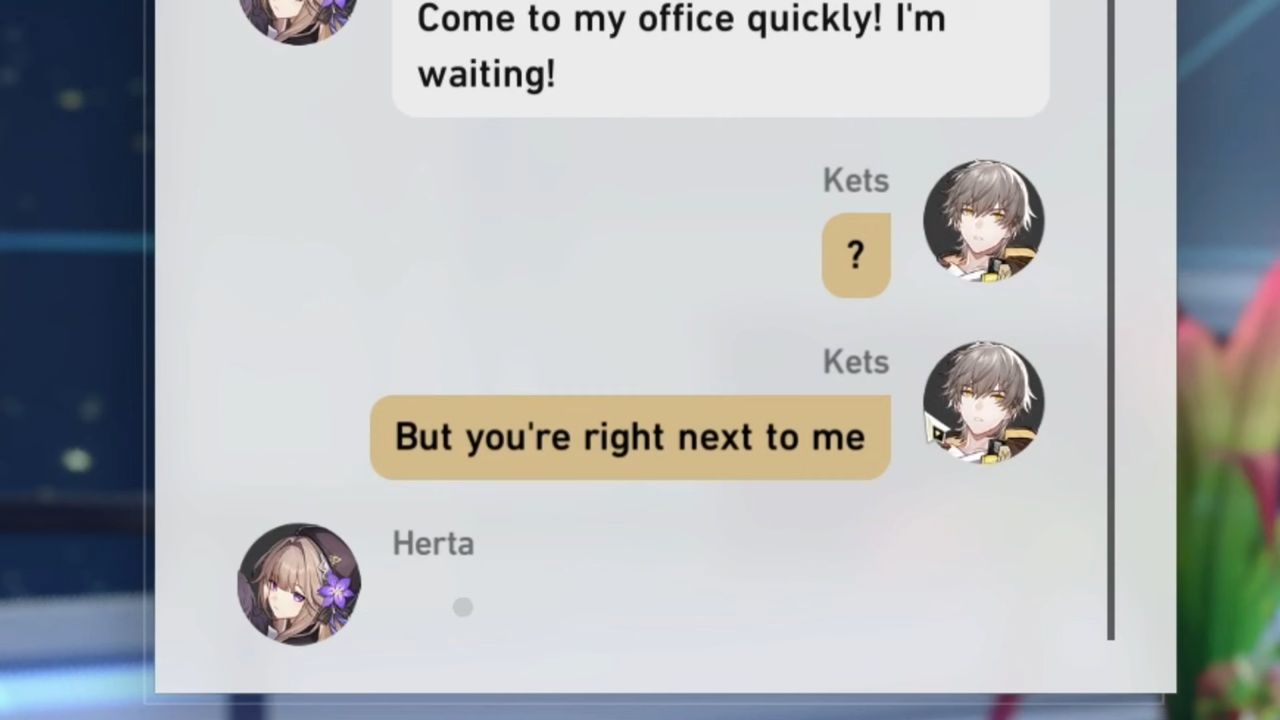 Come to my office quickly! I'm
waiting!
Kets
?
Kets
But you're right next to me
Herta